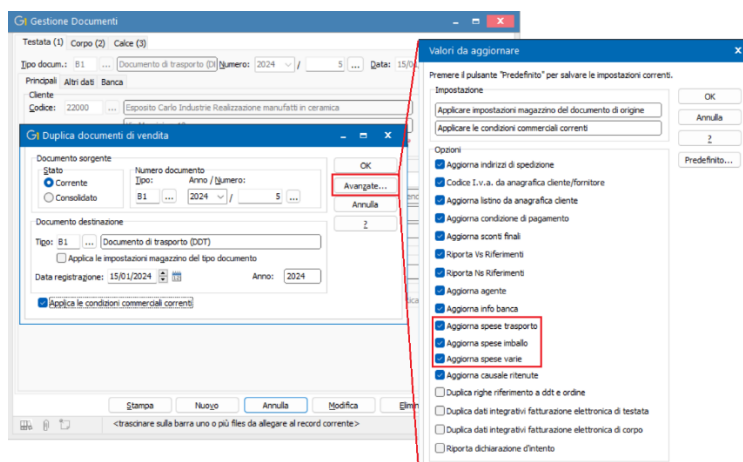 G1 Gestione Documenti
Testata (1) Corpo (2) Calce (3)
Tipo docum.: B1 ... Documento di trasporto (DI Numero: 2024 / 5 ... Data: 15/01
Principali Altri dati Banca
Cliente
Codice: 22000 ... Esposito Carlo Industrie Realizzazione manufatti in ceramica
G1 Duplica documenti di vendita
Documento sorgente
Stato
Corrente
Consolidato
Numero documento
Tipo: Anno / Numero:
B1 ... 2024 / 5 ...
OK
Avanzate...
Annulla
?
Documento destinazione
Tipo: B1 ... Documento di trasporto (DDT)
Applica le impostazioni magazzino del tipo documento
Data registrazione: 15/01/2024 Anno: 2024
Applica le condizioni commerciali correnti
Stampa Nuovo Annulla Modifica Elimin
<trascinare sulla barra uno o più files da allegare al record corrente>
Valori da aggiornare x
Premere il pulsante "Predefinito" per salvare le impostazioni correnti.
Impostazione
Applicare impostazioni magazzino del documento di origine
Applicare le condizioni commerciali correnti
OK
Annulla
?
Predefinito...
Opzioni
Aggiorna indirizzi di spedizione
Codice I.v.a. da anagrafica cliente/fornitore
Aggiorna listino da anagrafica cliente
Aggiorna condizione di pagamento
Aggiorna sconti finali
Riporta Vs Riferimenti
Riporta Ns Riferimenti
Aggiorna agente
Aggiorna info banca
Aggiorna spese trasporto
Aggiorna spese imballo
Aggiorna spese varie
Aggiorna causale ritenute
Duplica righe riferimento a ddt e ordine
Duplica dati integrativi fatturazione elettronica di testata
Duplica dati integrativi fatturazione elettronica di corpo
Riporta dichiarazione d'intento